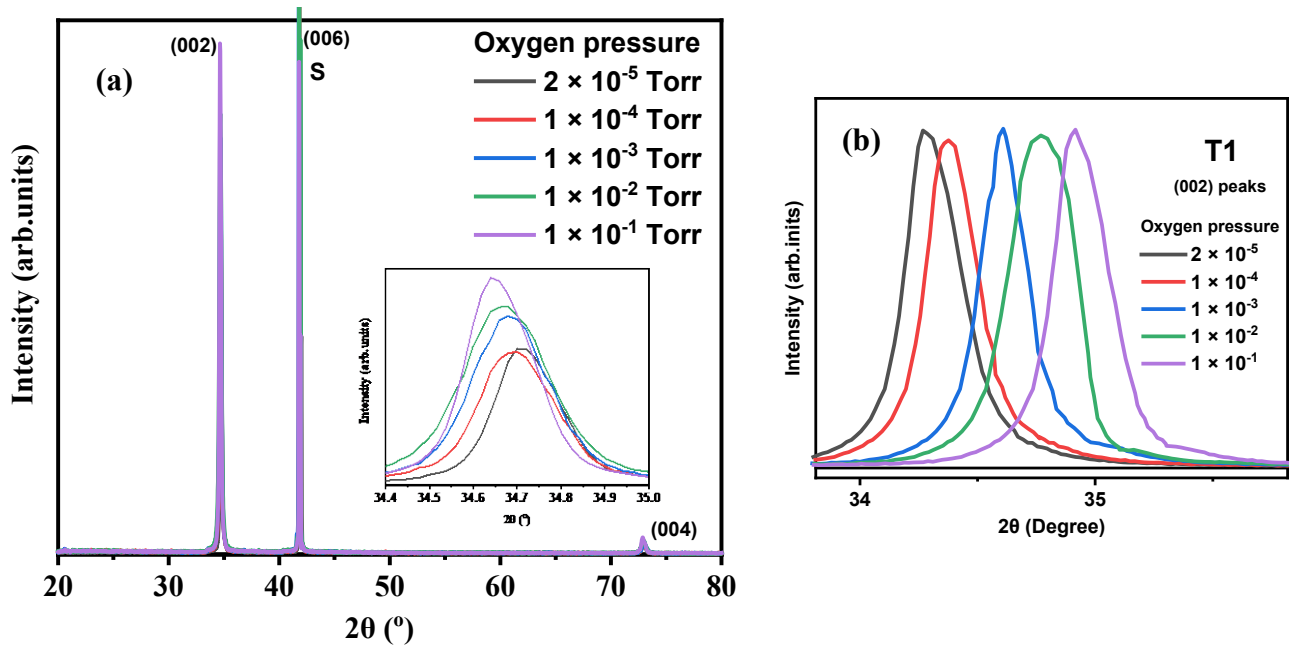 (a)
(002)
(006)
S
(004)
Oxygen pressure
2 × 10⁻⁵ Torr
1 × 10⁻⁴ Torr
1 × 10⁻³ Torr
1 × 10⁻² Torr
1 × 10⁻¹ Torr
Intensity (arb.units)
20 30 40 50 60 70 80
2θ (º)
Intensity (arb.units)
34.4 34.5 34.6 34.7 34.8 34.9 35.0
2θ (º)
(b)
T1
(002) peaks
Oxygen pressure
2 × 10⁻⁵
1 × 10⁻⁴
1 × 10⁻³
1 × 10⁻²
1 × 10⁻¹
Intensity (arb.inits)
34 35
2θ (Degree)